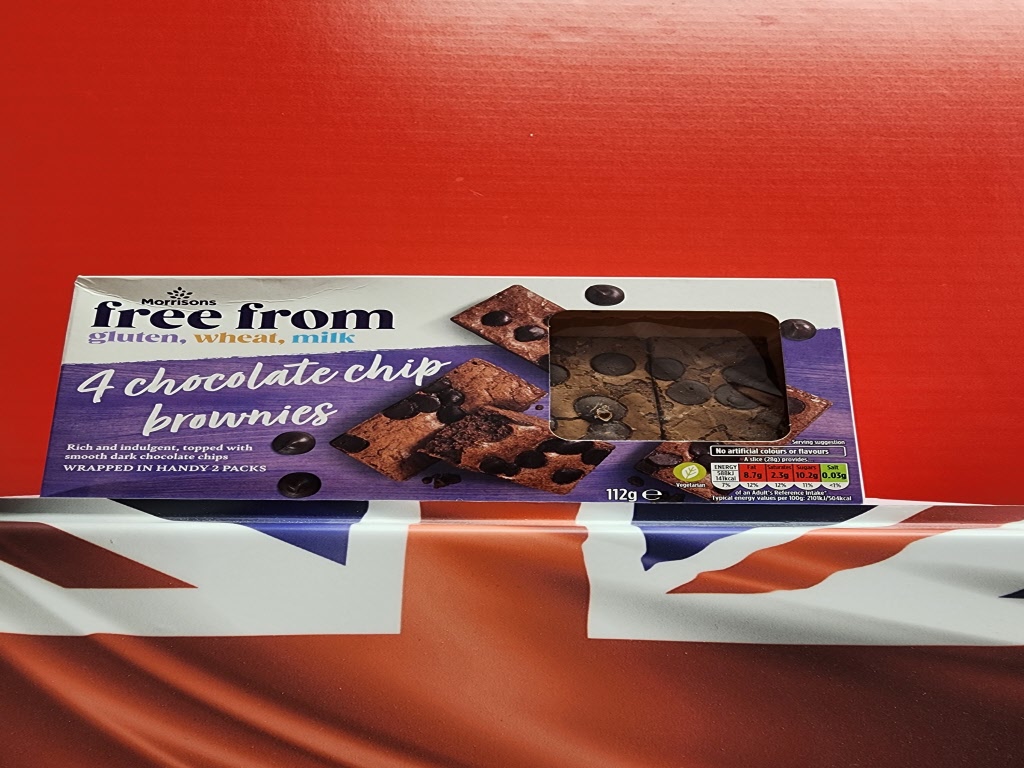 Morrisons
free from
gluten, wheat, milk
4 chocolate chip
brownies
Rich and indulgent, topped with
smooth dark chocolate chips
WRAPPED IN HANDY 2 PACKS
112g e
Vegetarian
Serving suggestion
No artificial colours or flavours
A slice (28g) provides
ENERGY Fat Saturates Sugars Salt
588kJ 141kcal 8.7g 2.3g 10.2g 0.03g
7% 12% 12% 11% <1%
of an Adult's Reference Intake*
Typical energy values per 100g: 2101kJ/504kcal